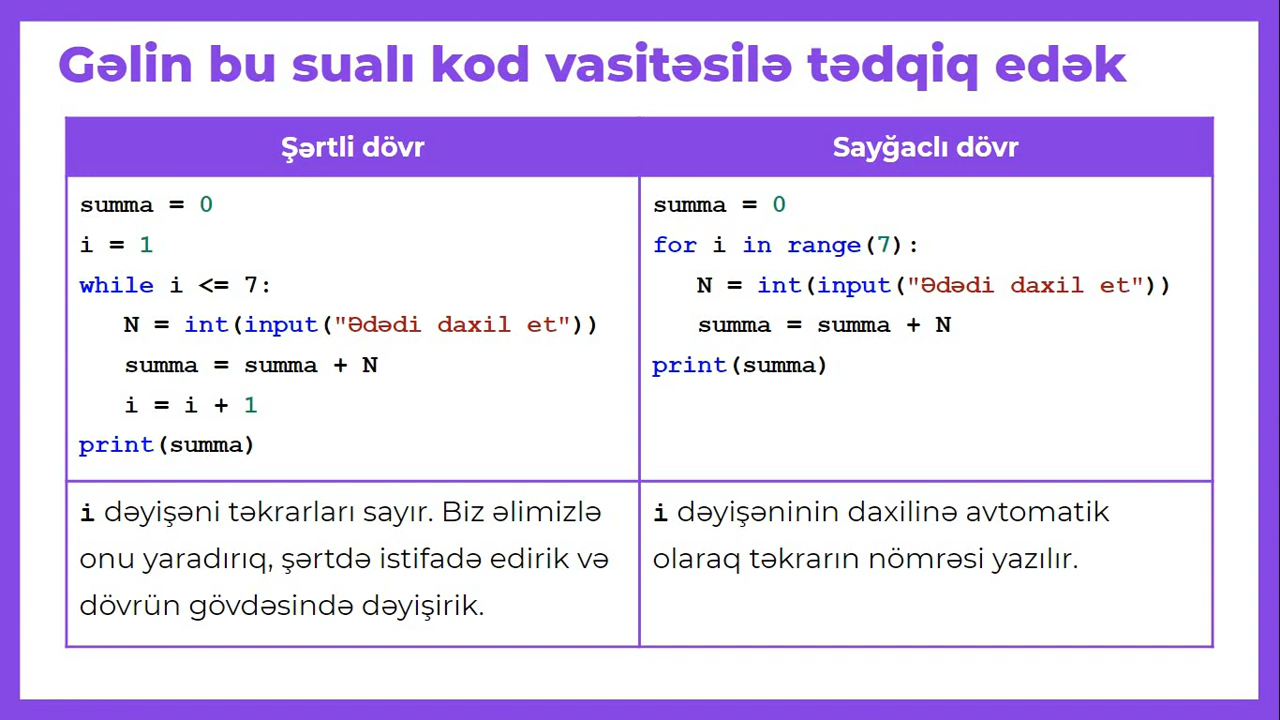 Gəlin bu sualı kod vasitəsilə tədqiq edək
Şərtli dövr
summa = 0
i = 1
while i <= 7:
   N = int(input("Ədədi daxil et"))
   summa = summa + N
   i = i + 1
print(summa)
i dəyişəni təkrarları sayır. Biz əlimizlə
onu yaradırıq, şərtdə istifadə edirik və
dövrün gövdəsində dəyişirik.
Sayğaclı dövr
summa = 0
for i in range(7):
   N = int(input("Ədədi daxil et"))
   summa = summa + N
print(summa)
i dəyişəninin daxilinə avtomatik
olaraq təkrarın nömrəsi yazılır.